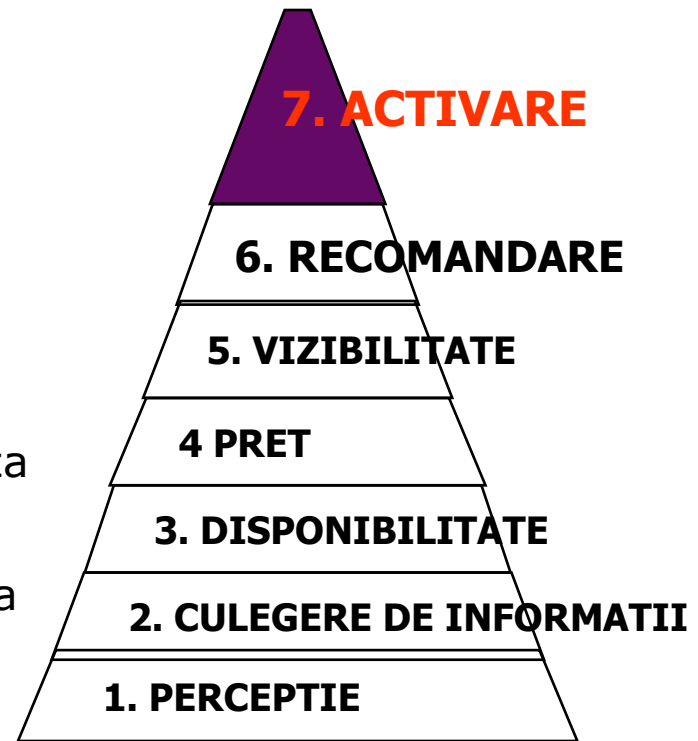 7. ACTIVARE
6. RECOMANDARE
5. VIZIBILITATE
4 PRET
3. DISPONIBILITATE
2. CULEGERE DE INFORMATII
1. PERCEPTIE